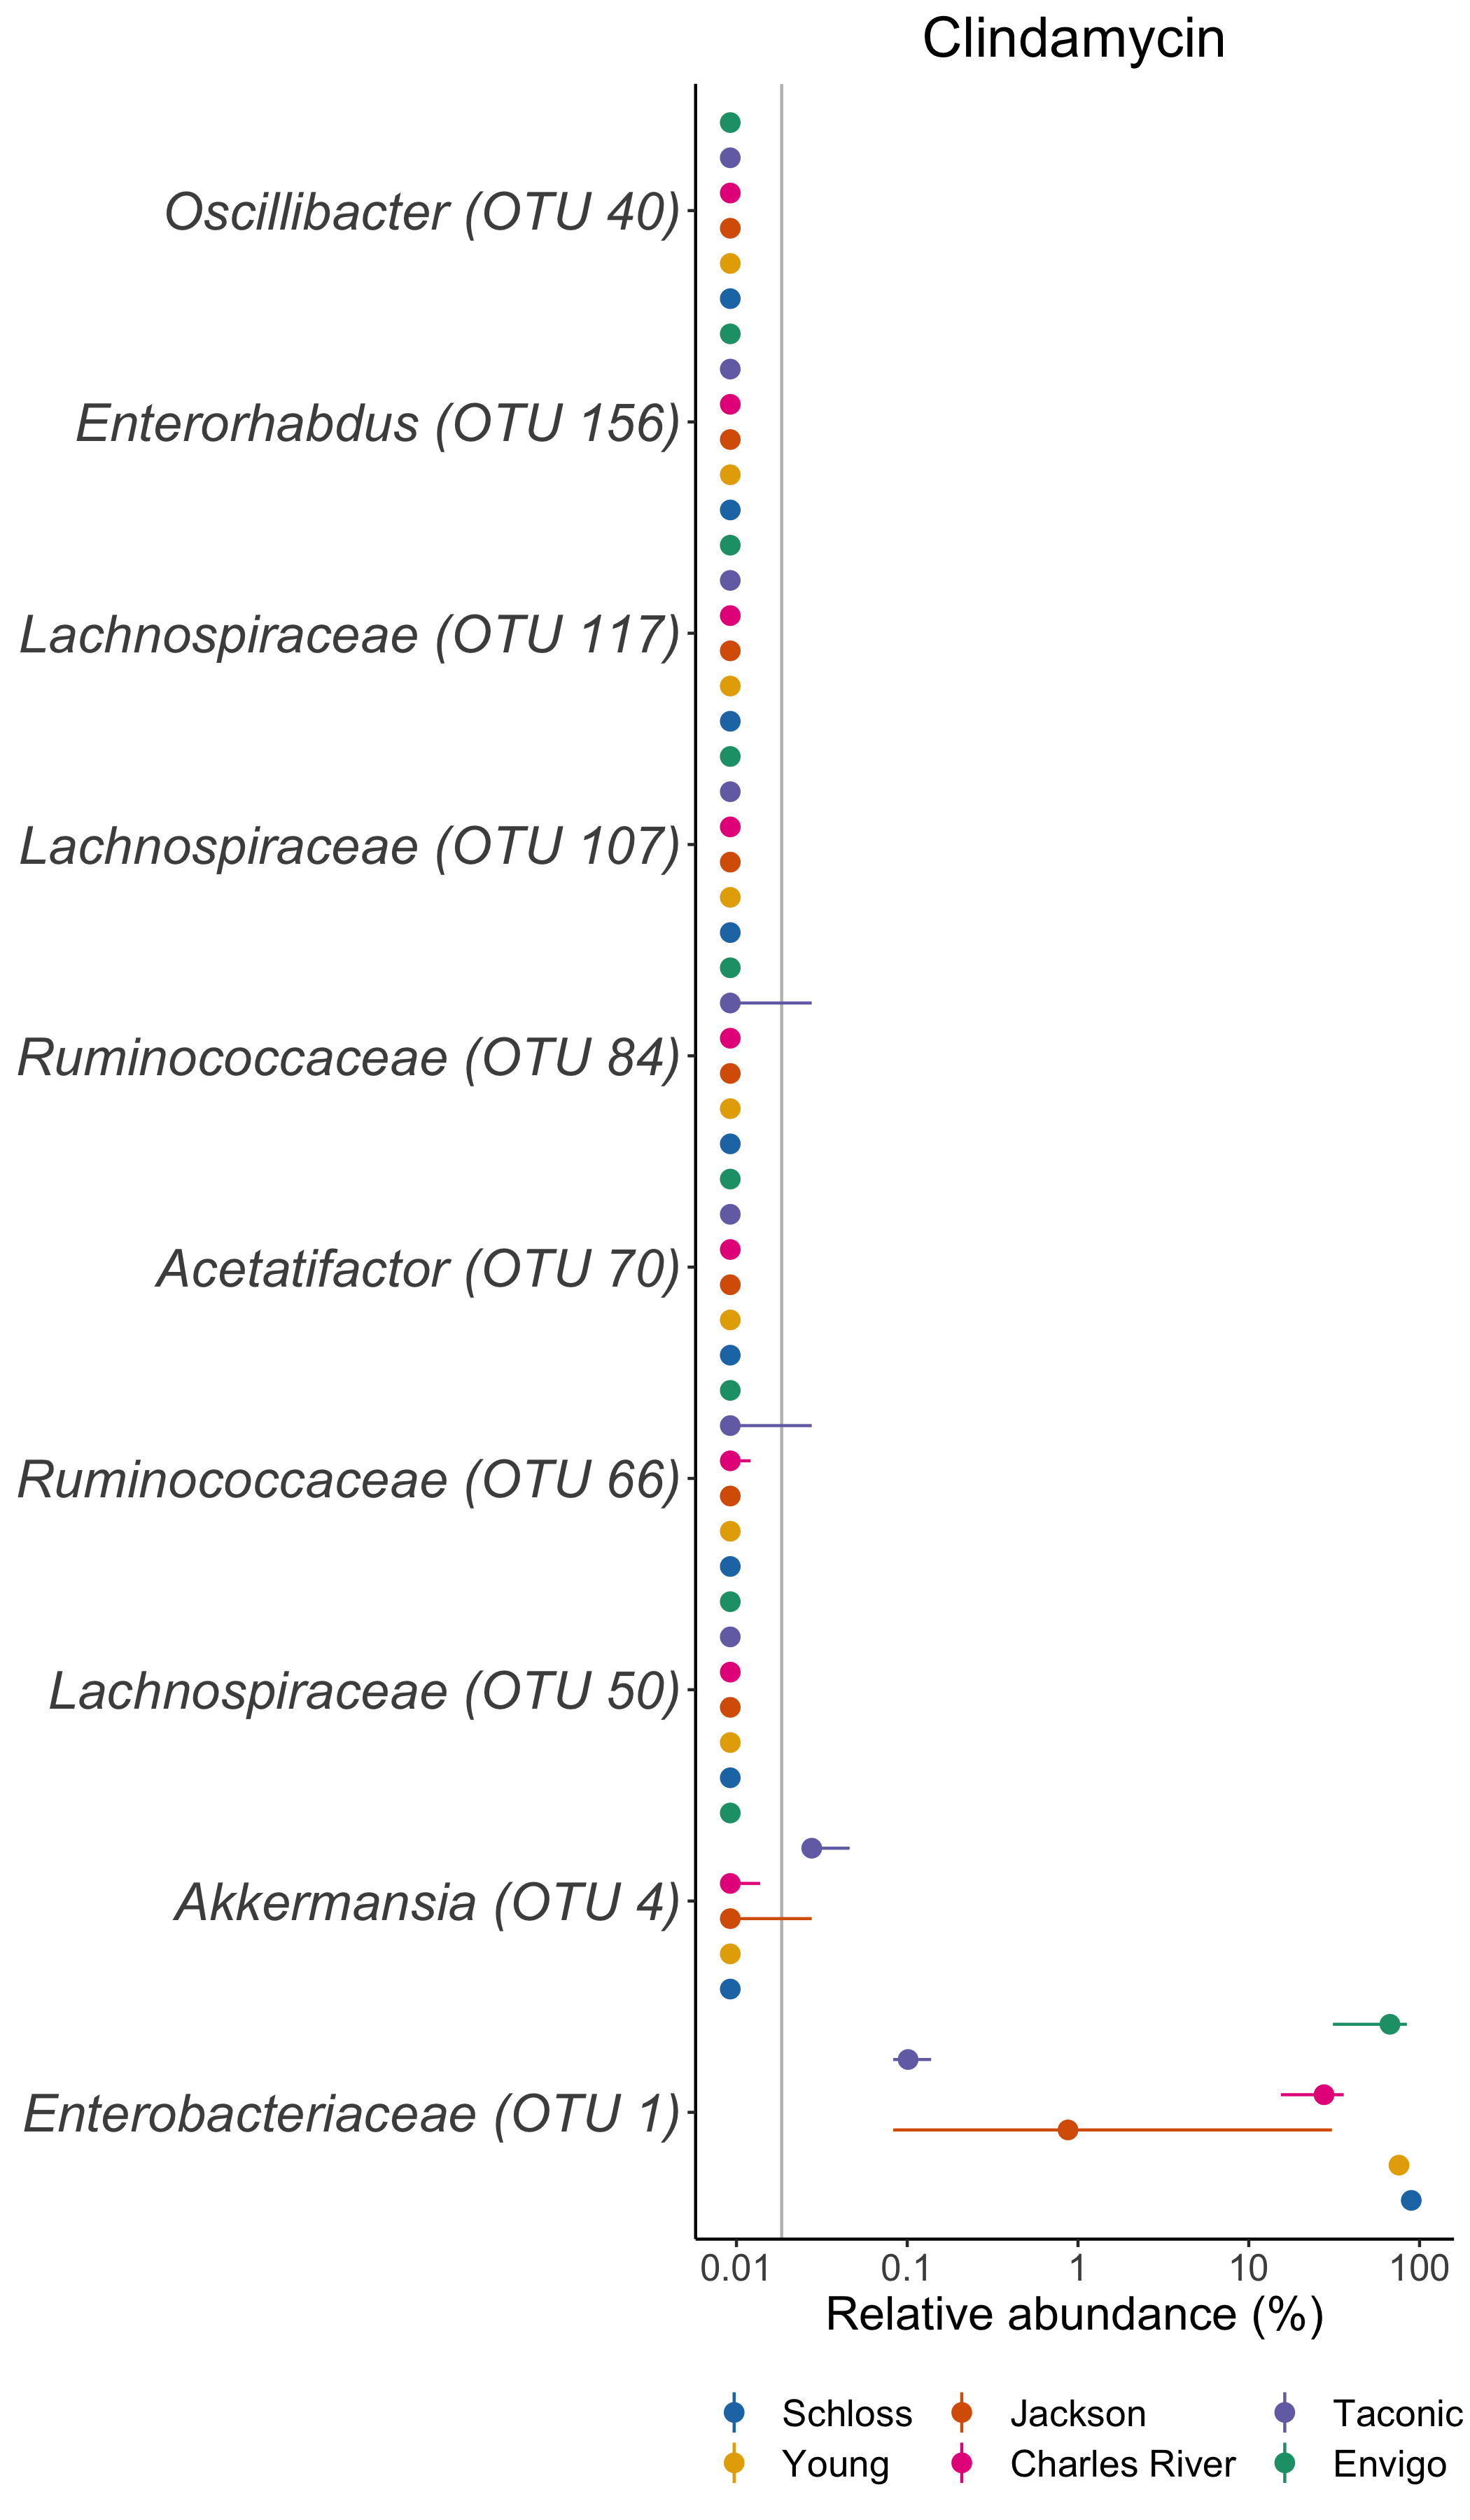 Clindamycin
Oscillibacter (OTU 40)
Enterorhabdus (OTU 156)
Lachnospiraceae (OTU 117)
Lachnospiraceae (OTU 107)
Ruminococcaceae (OTU 84)
Acetatifactor (OTU 70)
Ruminococcaceae (OTU 66)
Lachnospiraceae (OTU 50)
Akkermansia (OTU 4)
Enterobacteriaceae (OTU 1)
0.01 0.1 1 10 100
Relative abundance (%)
Schloss Jackson Taconic
Young Charles River Envigo